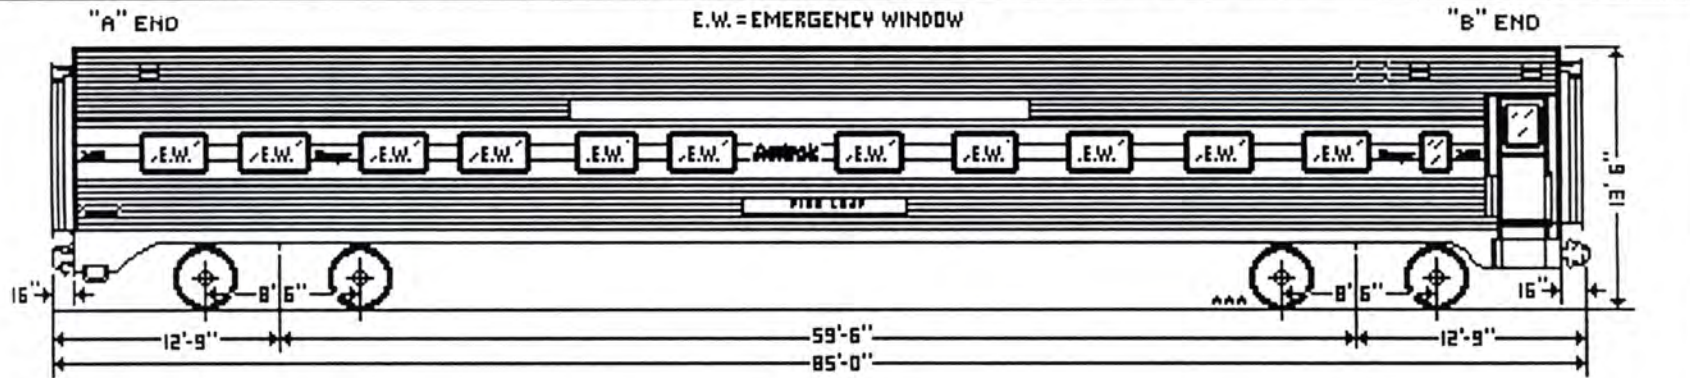 "A" END
E.W. = EMERGENCY WINDOW
"B" END
E.W. E.W. E.W. E.W. E.W. E.W. Amtrak E.W. E.W. E.W. E.W. E.W.
13' 6"
16" 8' 6" 8' 6" 16"
12'-9" 59'-6" 12'-9"
85'-0"